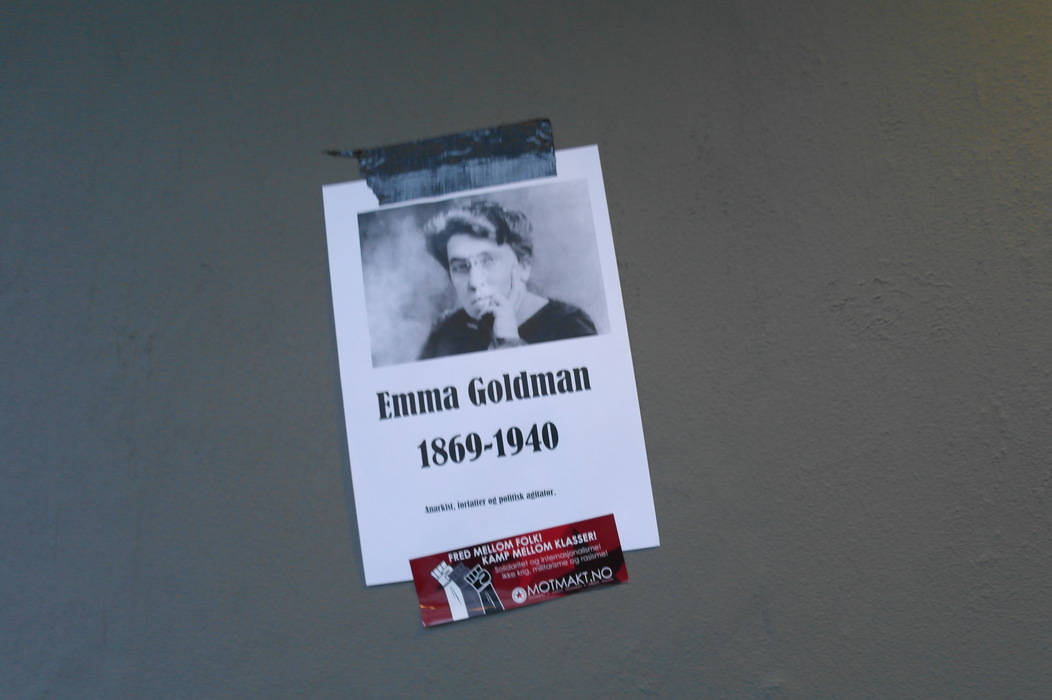 Emma Goldman
1869-1940
Anarkist, forfatter og politisk agitator.
FRED MELLOM FOLK!
KAMP MELLOM KLASSER!
Solidaritet og internasjonalisme!
Ikke krig, militarisme og rasisme!
MOTMAKT.NO